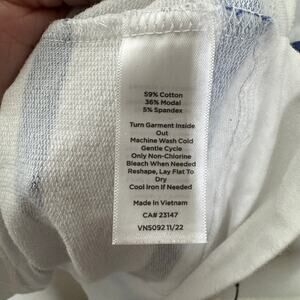 59% Cotton
36% Modal
5% Spandex
Turn Garment Inside
Out
Machine Wash Cold
Gentle Cycle
Only Non-Chlorine
Bleach When Needed
Reshape, Lay Flat To
Dry
Cool Iron If Needed
Made In Vietnam
CA# 23147
VN5092 11/22